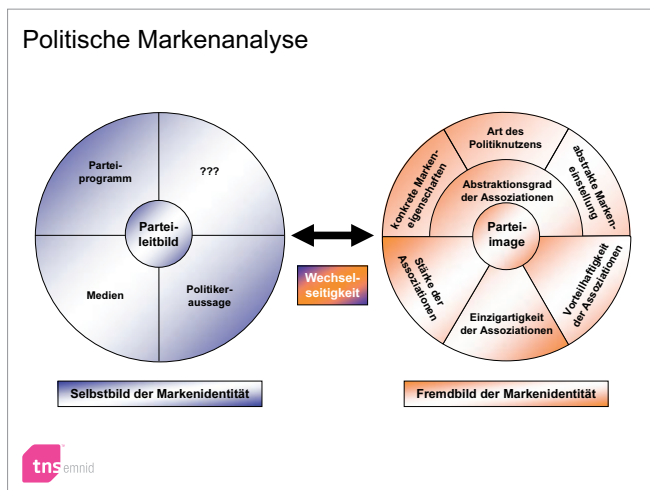 Politische Markenanalyse
Partei-
programm
???
Partei-
leitbild
Medien
Politiker-
aussage
Selbstbild der Markenidentität
Wechsel-
seitigkeit
konkrete Marken-
eigenschaften
Art des
Politiknutzens
abstrakte Marken-
einstellung
Abstraktionsgrad
der Assoziationen
Partei-
image
Stärke der
Assoziationen
Einzigartigkeit
der Assoziationen
Vorteilhaftigkeit
der Assoziationen
Fremdbild der Markenidentität
tns emnid